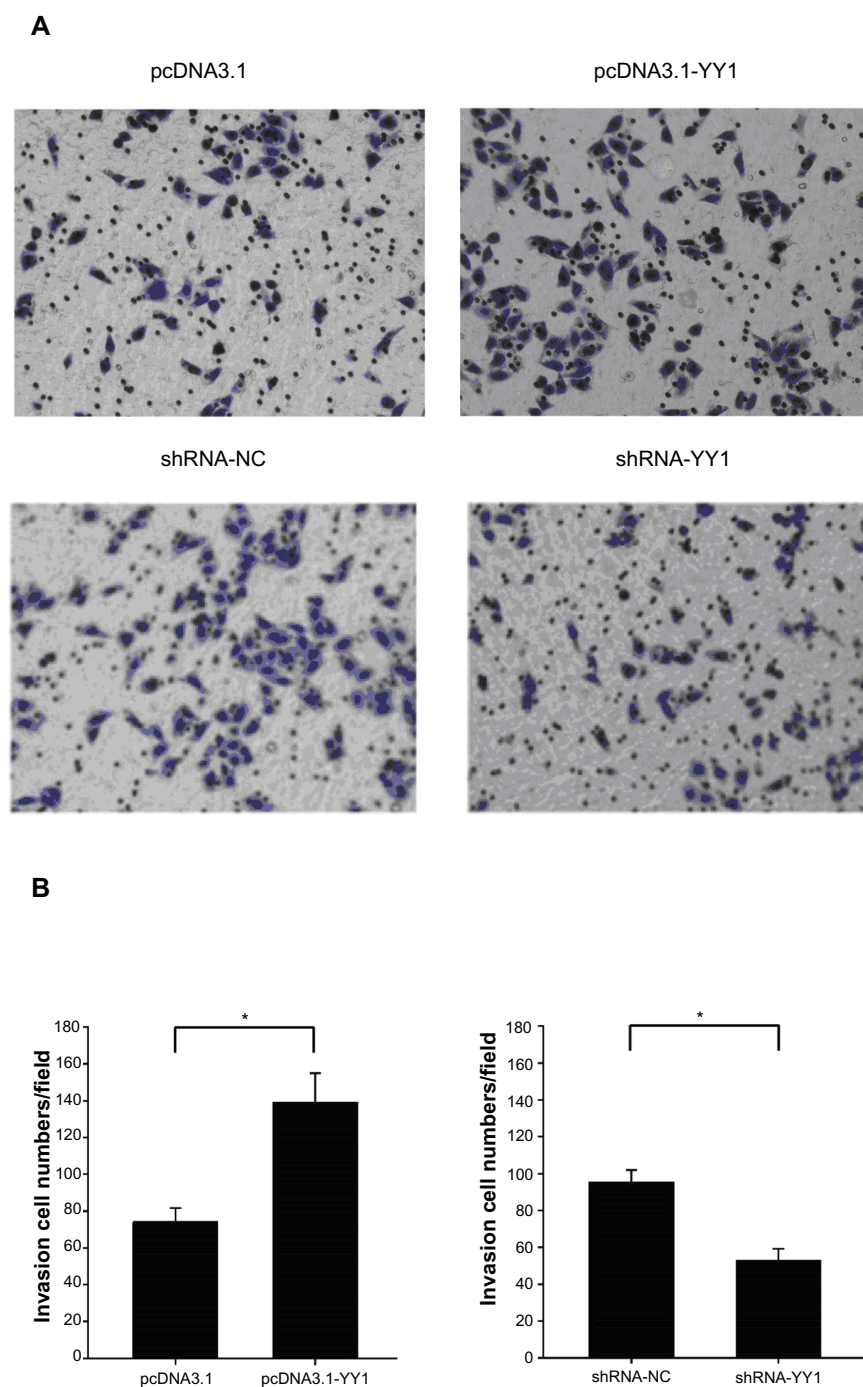 A
pcDNA3.1
pcDNA3.1-YY1
shRNA-NC
shRNA-YY1
B
Invasion cell numbers/field
180
160
140
120
100
80
60
40
20
0
*
pcDNA3.1
pcDNA3.1-YY1
Invasion cell numbers/field
180
160
140
120
100
80
60
40
20
0
*
shRNA-NC
shRNA-YY1